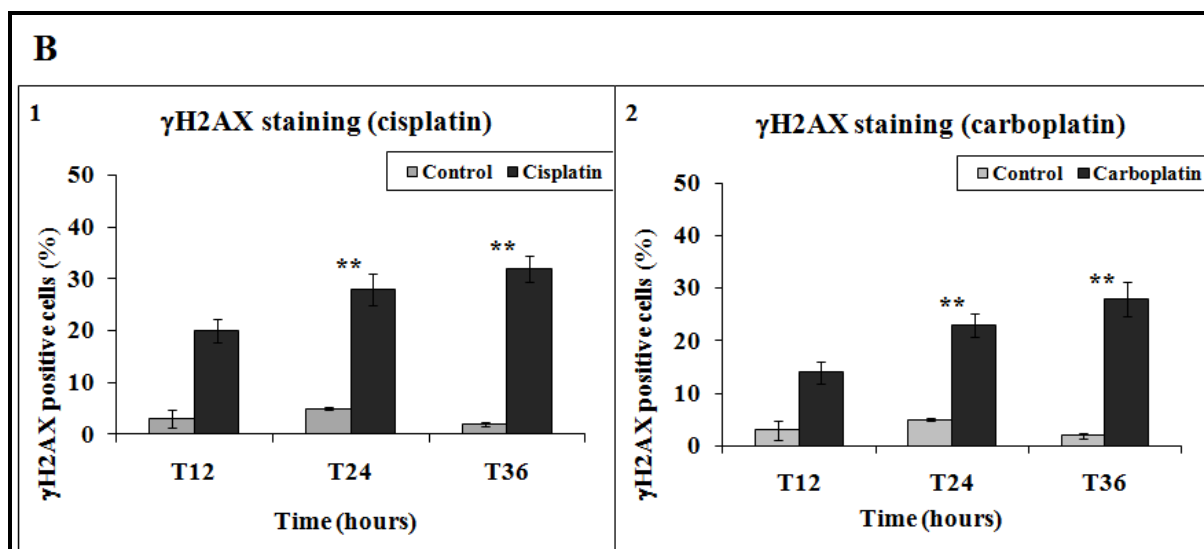 B
1
γH2AX staining (cisplatin)
Control Cisplatin
γH2AX positive cells (%)
50
40
30
20
10
0
**
**
T12 T24 T36
Time (hours)
2
γH2AX staining (carboplatin)
Control Carboplatin
γH2AX positive cells (%)
50
40
30
20
10
0
**
**
T12 T24 T36
Time (hours)